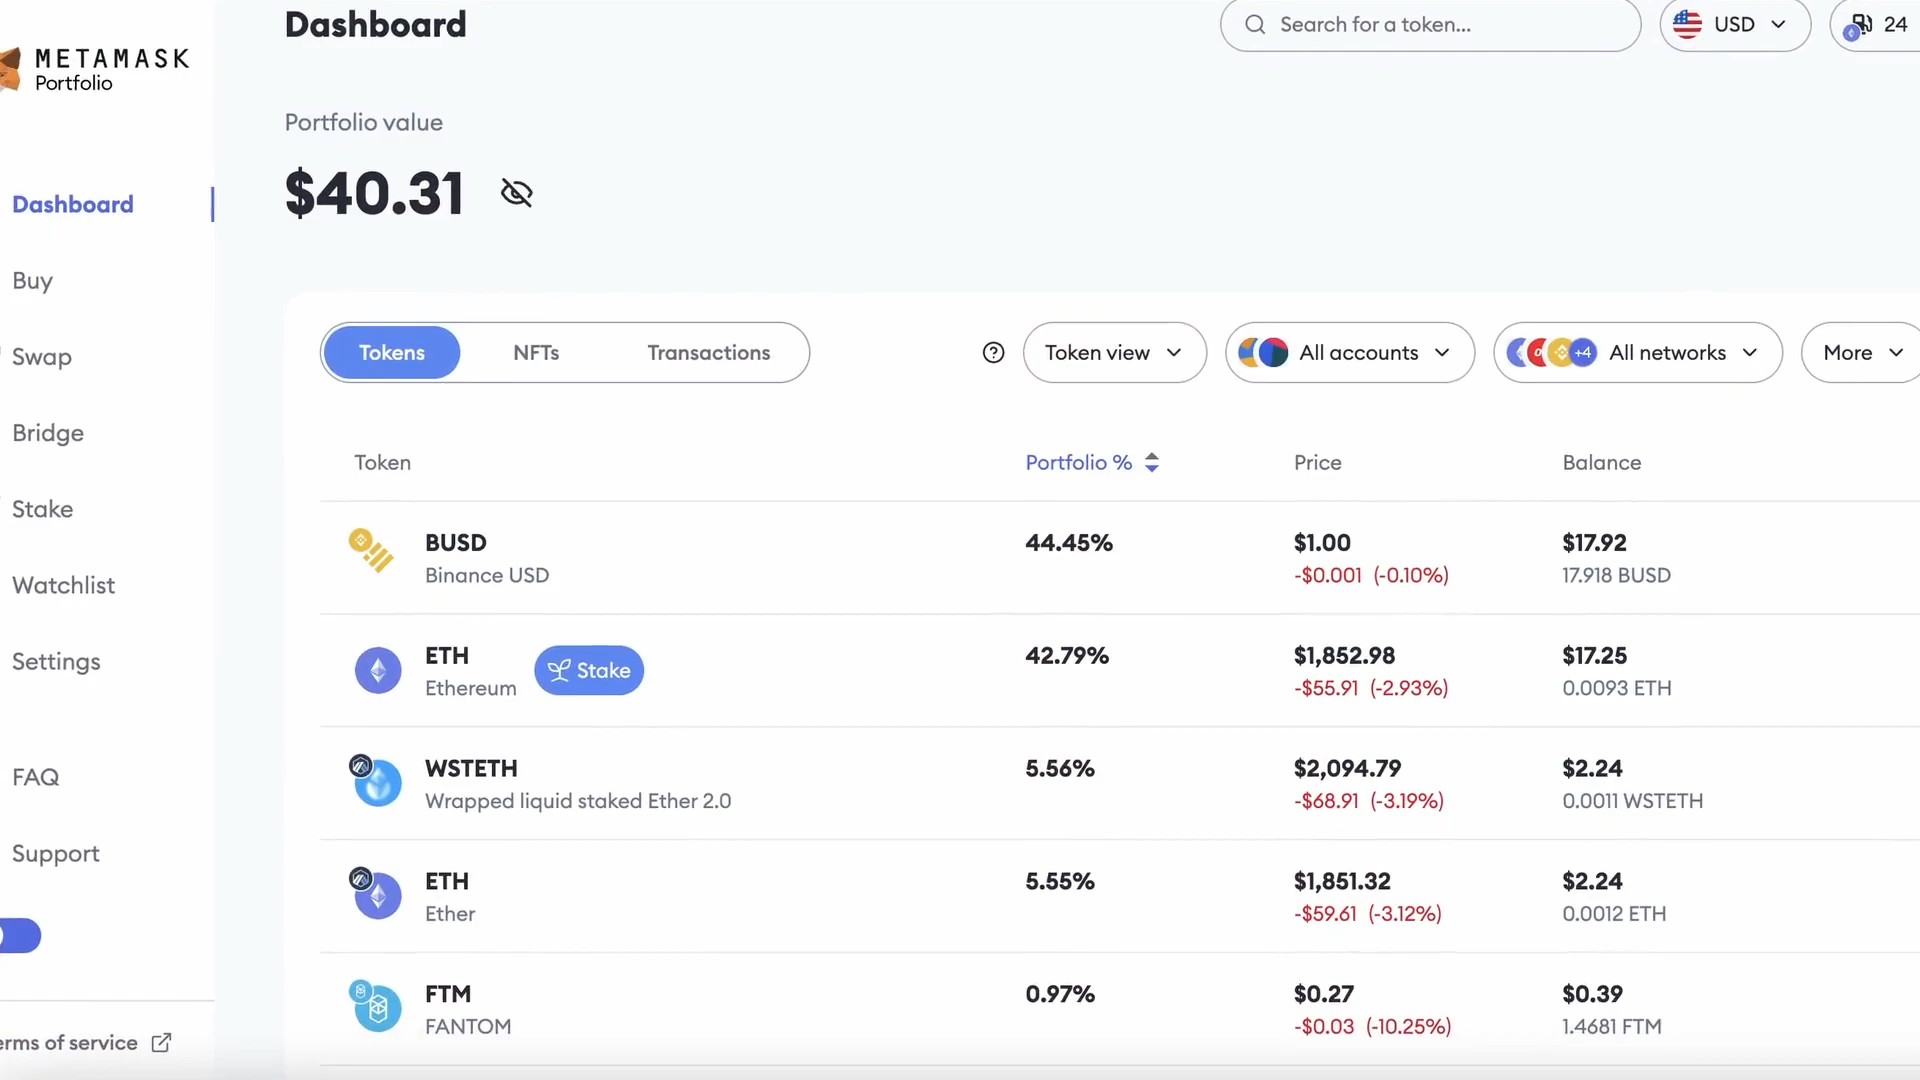 Dashboard
Search for a token...
USD
24
METAMASK
Portfolio
Portfolio value
$40.31
Dashboard
Buy
Swap
Bridge
Stake
Watchlist
Settings
FAQ
Support
erms of service
Tokens
NFTs
Transactions
Token view
All accounts
+4
All networks
More
Token
Portfolio %
Price
Balance
BUSD
44.45%
$1.00
$17.92
Binance USD
-$0.001 (-0.10%)
17.918 BUSD
ETH
Stake
42.79%
$1,852.98
$17.25
Ethereum
-$55.91 (-2.93%)
0.0093 ETH
WSTETH
5.56%
$2,094.79
$2.24
Wrapped liquid staked Ether 2.0
-$68.91 (-3.19%)
0.0011 WSTETH
ETH
5.55%
$1,851.32
$2.24
Ether
-$59.61 (-3.12%)
0.0012 ETH
FTM
0.97%
$0.27
$0.39
FANTOM
-$0.03 (-10.25%)
1.4681 FTM